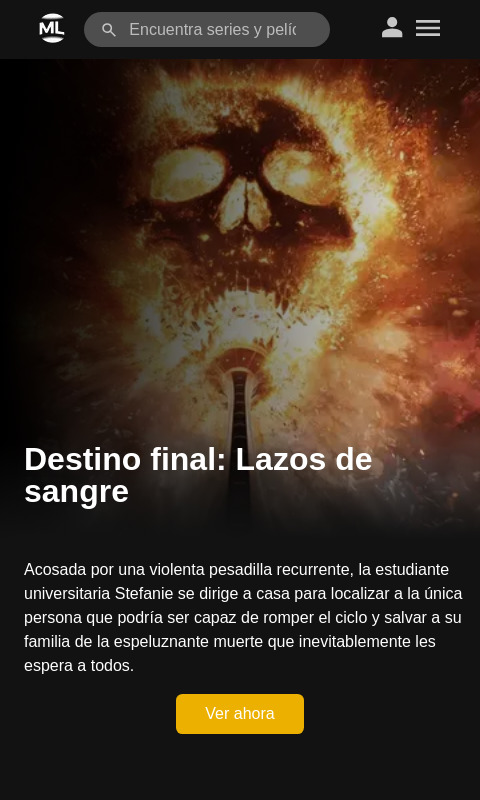 ML
Encuentra series y pelíc
Destino final: Lazos de
sangre
Acosada por una violenta pesadilla recurrente, la estudiante
universitaria Stefanie se dirige a casa para localizar a la única
persona que podría ser capaz de romper el ciclo y salvar a su
familia de la espeluznante muerte que inevitablemente les
espera a todos.
Ver ahora